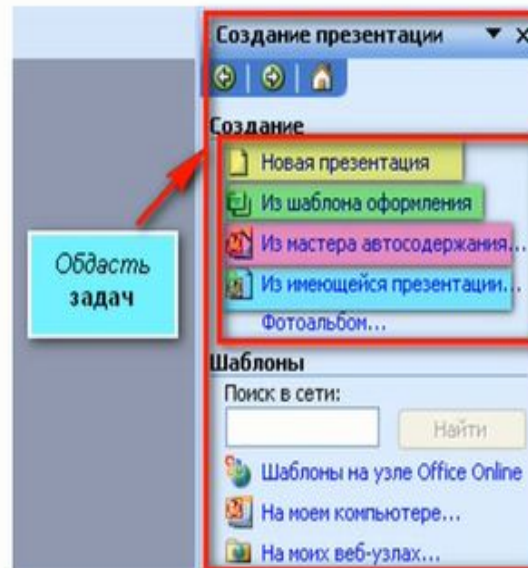 Создание презентации
Создание
Новая презентация
Из шаблона оформления
Из мастера автосодержания...
Из имеющейся презентации...
Фотоальбом...
Обдасть
задач
Шаблоны
Поиск в сети:
Найти
Шаблоны на узле Office Online
На моем компьютере...
На моих веб-узлах...